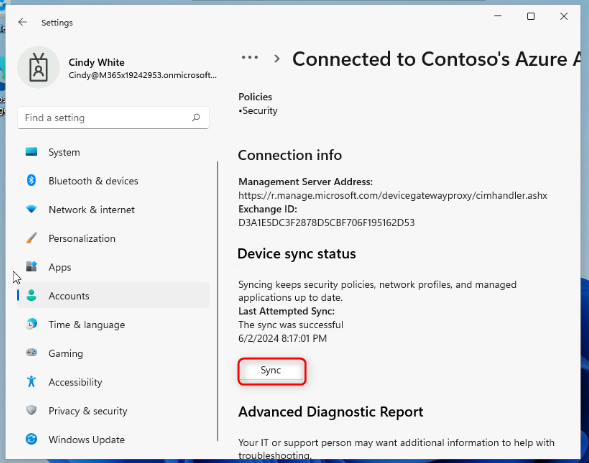 Settings
Cindy White
Cindy@M365x19242953.onmicrosoft...
Find a setting
System
Bluetooth & devices
Network & internet
Personalization
Apps
Accounts
Time & language
Gaming
Accessibility
Privacy & security
Windows Update
... > Connected to Contoso's Azure A
Policies
•Security
Connection info
Management Server Address:
https://r.manage.microsoft.com/devicegatewayproxy/cimhandler.ashx
Exchange ID:
D3A1E5DC3F2878D5CBF706F195162D53
Device sync status
Syncing keeps security policies, network profiles, and managed
applications up to date.
Last Attempted Sync:
The sync was successful
6/2/2024 8:17:01 PM
Sync
Advanced Diagnostic Report
Your IT or support person may want additional information to help with
troubleshooting.